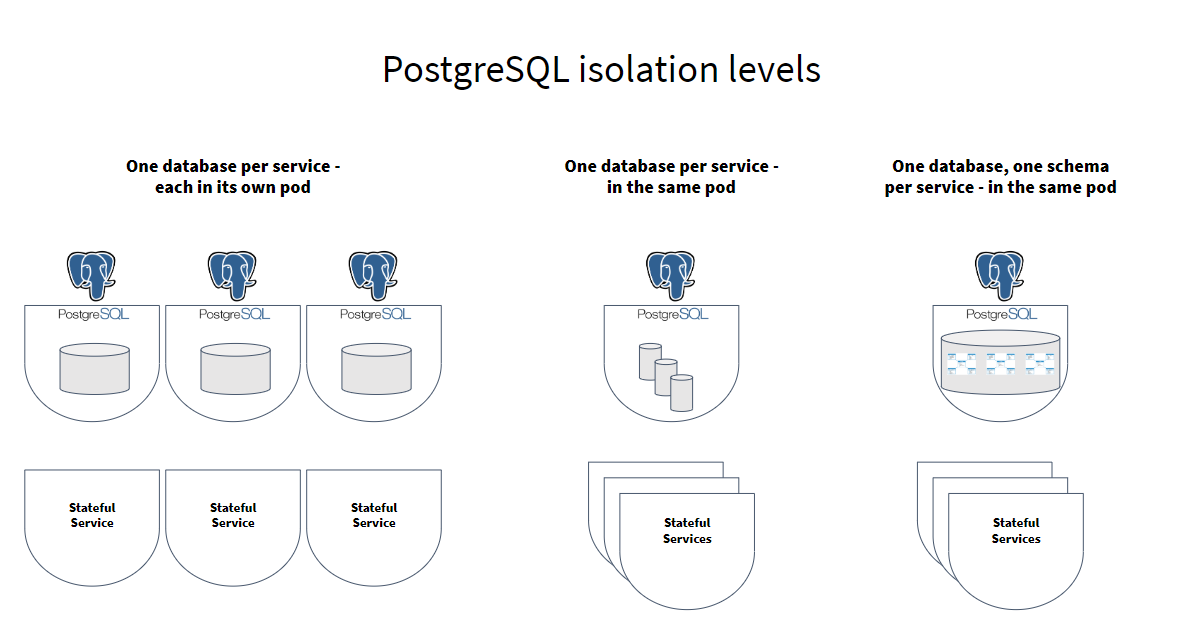 PostgreSQL isolation levels
One database per service -
each in its own pod
One database per service -
in the same pod
One database, one schema
per service - in the same pod
PostgreSQL
PostgreSQL
PostgreSQL
PostgreSQL
PostgreSQL
Stateful
Service
Stateful
Service
Stateful
Service
Stateful
Services
Stateful
Services